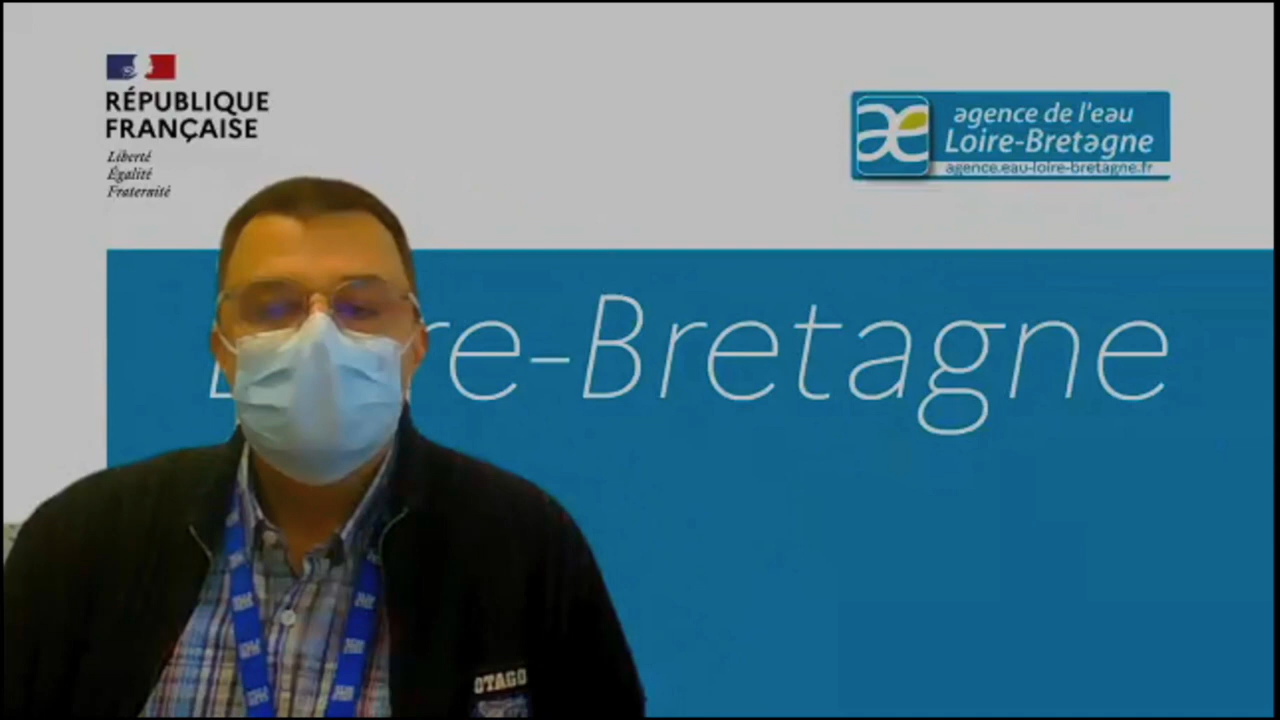 RÉPUBLIQUE
FRANÇAISE
Liberté
Égalité
Fraternité
agence de l'eau
Loire-Bretagne
agence.eau-loire-bretagne.fr
re-Bretagne
OTAGO